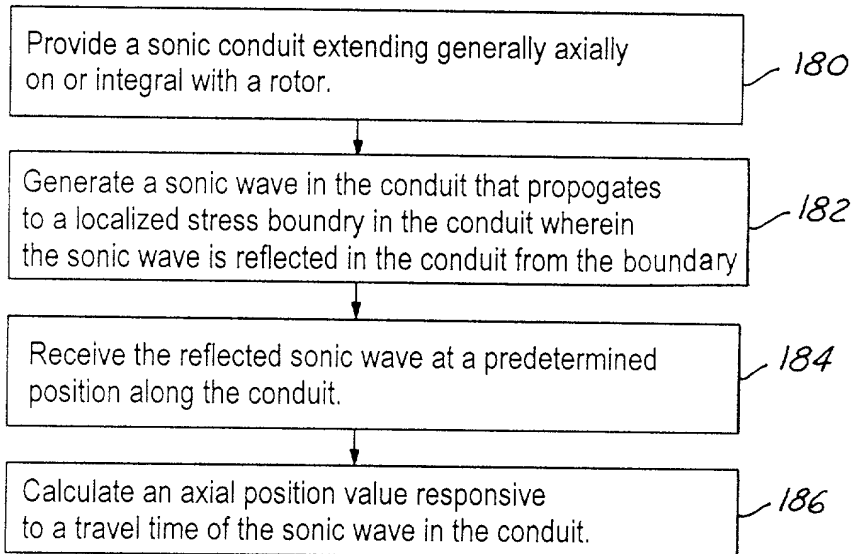 Provide a sonic conduit extending generally axially
on or integral with a rotor.
180
Generate a sonic wave in the conduit that propogates
to a localized stress boundry in the conduit wherein
the sonic wave is reflected in the conduit from the boundary
182
Receive the reflected sonic wave at a predetermined
position along the conduit.
184
Calculate an axial position value responsive
to a travel time of the sonic wave in the conduit.
186